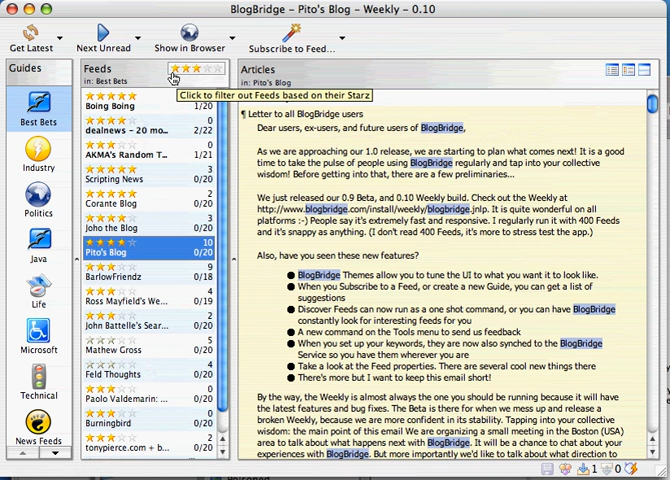 BlogBridge – Pito's Blog – Weekly – 0.10
Get Latest
Next Unread
Show in Browser
Subscribe to Feed…
Guides
Best Bets
Industry
Politics
Java
Life
Microsoft
Technical
News Feeds
Feeds
in: Best Bets
Click to filter out Feeds based on their Starz
Boing Boing 1/20
0
dealnews – 20 mo… 2/22
0
AKMA's Random T… 1/21
3
Scripting News 0/20
2
Corante Blog 0/20
3
Joho the Blog 0/20
10
Pito's Blog 0/20
9
BarlowFriendz 0/18
4
Ross Mayfield's We… 0/19
2
John Battelle's Sear… 0/20
5
Mathew Gross 0/20
4
Feld Thoughts 0/20
0
Paolo Valdemarin: … 0/20
0
Burningbird 0/20
2
tonypierce.com + b… 0/20
Articles
in: Pito's Blog
¶ Letter to all BlogBridge users
Dear users, ex-users, and future users of BlogBridge,
As we are approaching our 1.0 release, we are starting to plan what comes next! It is a good
time to take the pulse of people using BlogBridge regularly and tap into your collective
wisdom! Before getting into that, here are a few preliminaries...
We just released our 0.9 Beta, and 0.10 Weekly build. Check out the Weekly at
http://www.blogbridge.com/install/weekly/blogbridge.jnlp. It is quite wonderful on all
platforms :-) People say it's extremely fast and responsive. I regularly run it with 400 Feeds
and it's snappy as anything. (I don't read 400 Feeds, it's more to stress test the app.)
Also, have you seen these new features?
● BlogBridge Themes allow you to tune the UI to what you want it to look like.
● When you Subscribe to a Feed, or create a new Guide, you can get a list of
suggestions
● Discover Feeds can now run as a one shot command, or you can have BlogBridge
constantly look for interesting feeds for you
● A new command on the Tools menu to send us feedback
● When you set up your keywords, they are now also synched to the BlogBridge
Service so you have them wherever you are
● Take a look at the Feed properties. There are several cool new things there
● There's more but I want to keep this email short!
By the way, the Weekly is almost always the one you should be running because it will have
the latest features and bug fixes. The Beta is there for when we mess up and release a
broken Weekly, because we are more confident in its stability. Tapping into your collective
wisdom: the main point of this email We are organizing a small meeting in the Boston (USA)
area to talk about what happens next with BlogBridge. It will be a chance to chat about your
experiences with BlogBridge. But more importantly we'd like to talk about what direction to
1
0